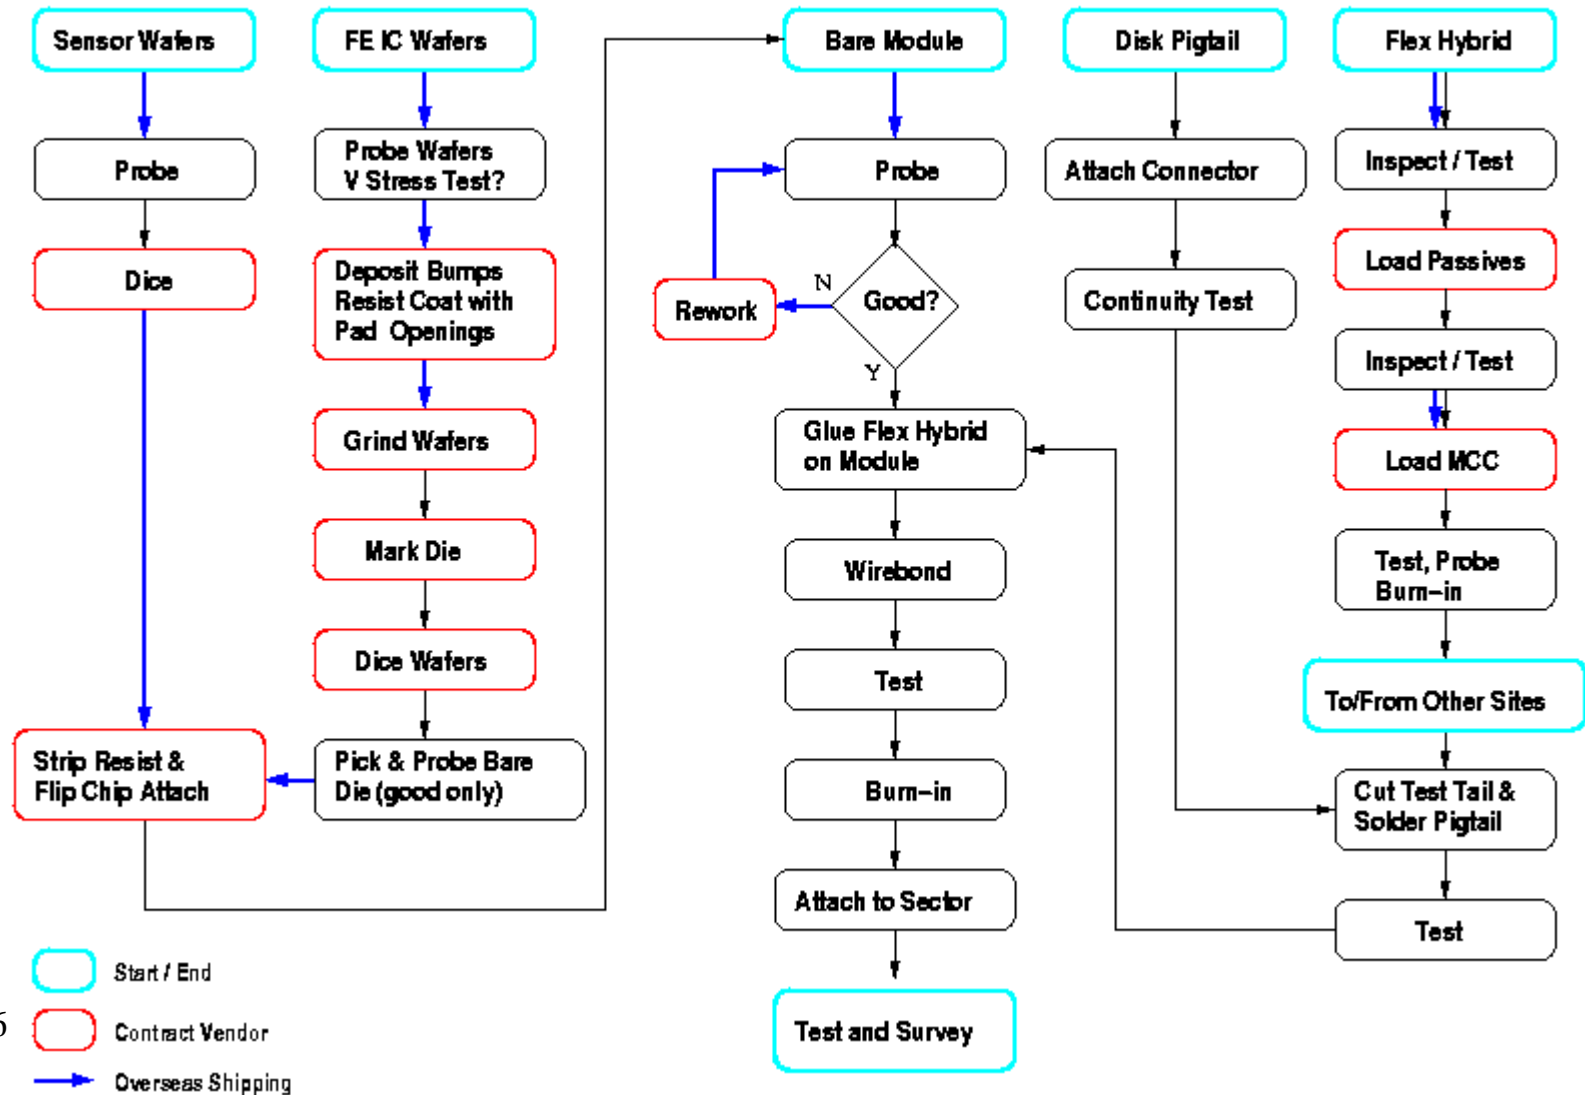 Sensor Wafers
Probe
Dice
Strip Resist &
Flip Chip Attach
FE IC Wafers
Probe Wafers
V Stress Test?
Deposit Bumps
Resist Coat with
Pad Openings
Grind Wafers
Mark Die
Dice Wafers
Pick & Probe Bare
Die (good only)
Bare Module
Probe
Good?
N
Y
Rework
Glue Flex Hybrid
on Module
Wirebond
Test
Burn-in
Attach to Sector
Test and Survey
Disk Pigtail
Attach Connector
Continuity Test
Flex Hybrid
Inspect / Test
Load Passives
Inspect / Test
Load MCC
Test, Probe
Burn-in
To/From Other Sites
Cut Test Tail &
Solder Pigtail
Test
Start / End
Contract Vendor
Overseas Shipping